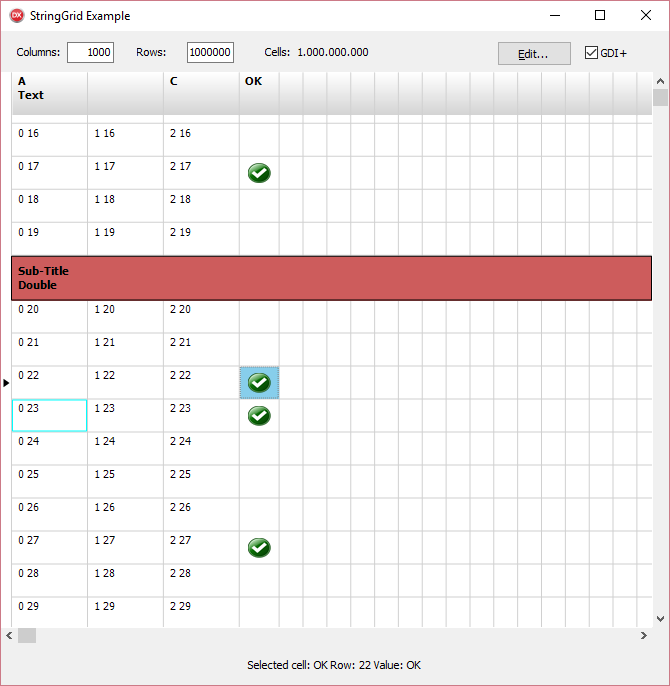 DX StringGrid Example
Columns: 1000 Rows: 1000000 Cells: 1.000.000.000 Edit... GDI+
A C OK
Text
0 16 1 16 2 16
0 17 1 17 2 17
0 18 1 18 2 18
0 19 1 19 2 19
Sub-Title
Double
0 20 1 20 2 20
0 21 1 21 2 21
0 22 1 22 2 22
0 23 1 23 2 23
0 24 1 24 2 24
0 25 1 25 2 25
0 26 1 26 2 26
0 27 1 27 2 27
0 28 1 28 2 28
0 29 1 29 2 29
Selected cell: OK Row: 22 Value: OK